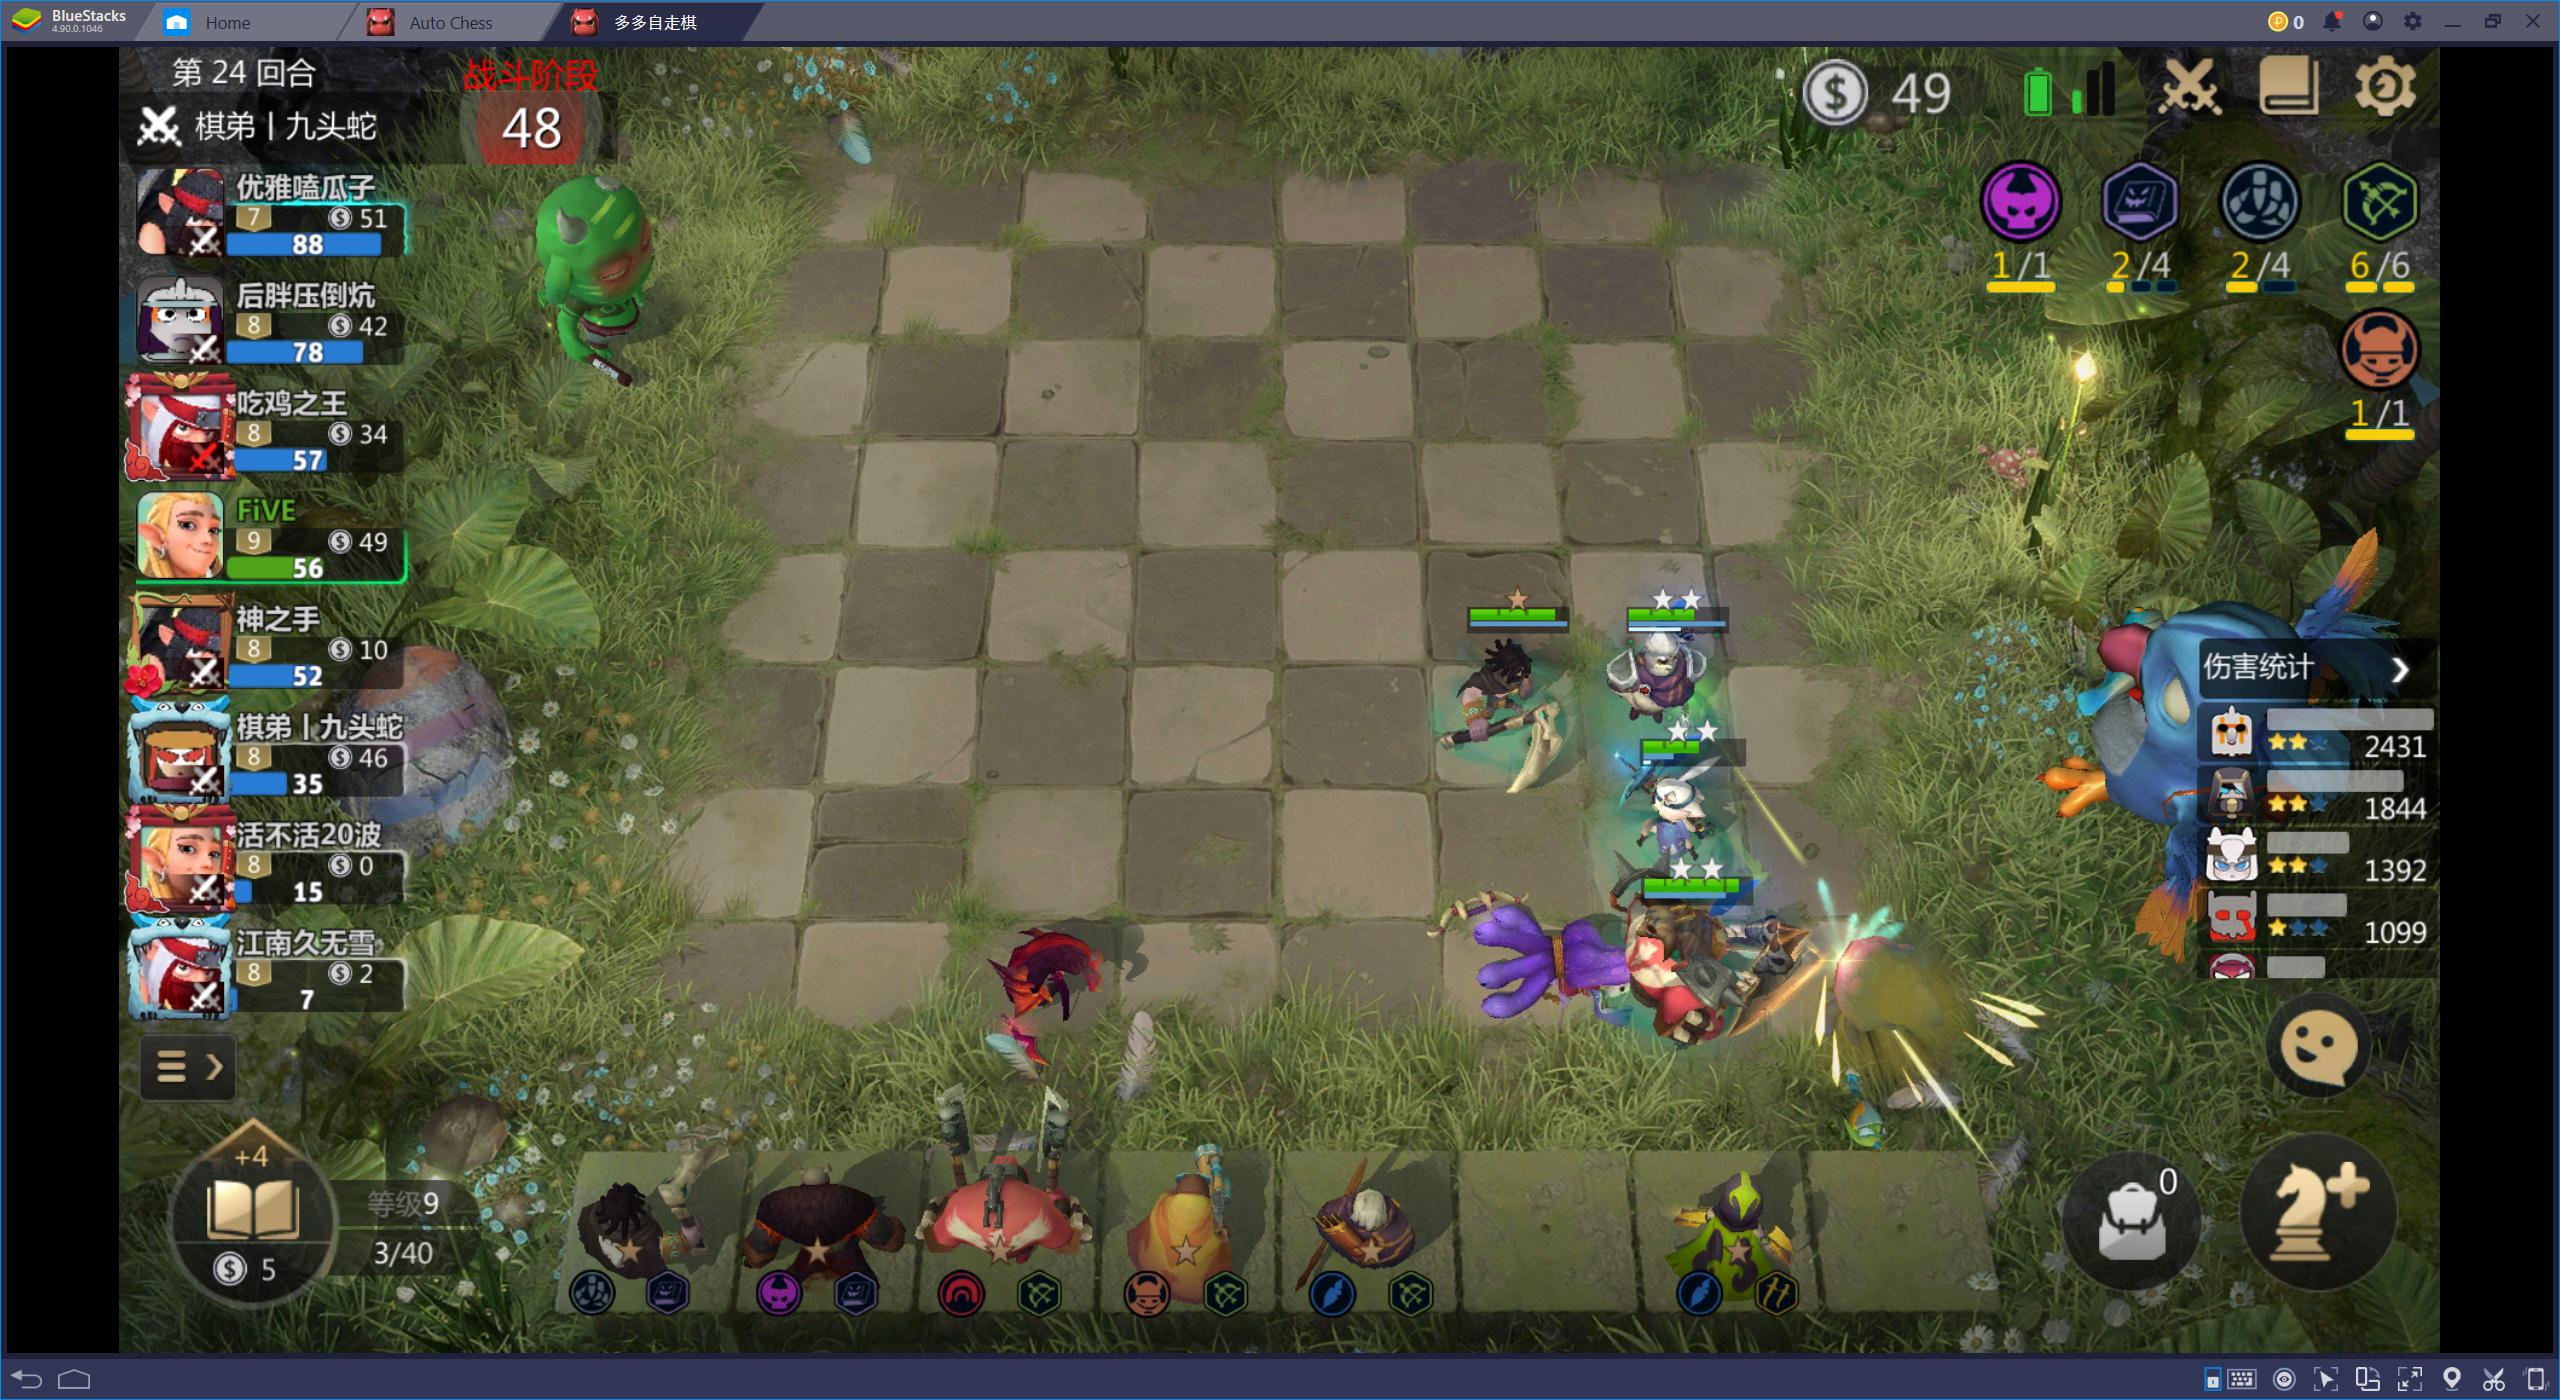 BlueStacks
4.90.0.1046
Home
Auto Chess
多多自走棋
0
第 24 回合
战斗阶段
棋弟丨九头蛇
48
49
优雅嗑瓜子
7
51
88
后胖压倒炕
8
42
78
吃鸡之王
8
34
57
FiVE
9
49
56
神之手
8
10
52
棋弟丨九头蛇
8
46
35
活不活20波
8
0
15
江南久无雪
8
2
7
1/1
2/4
2/4
6/6
1/1
伤害统计
2431
1844
1392
1099
+4
5
等级9
3/40
0